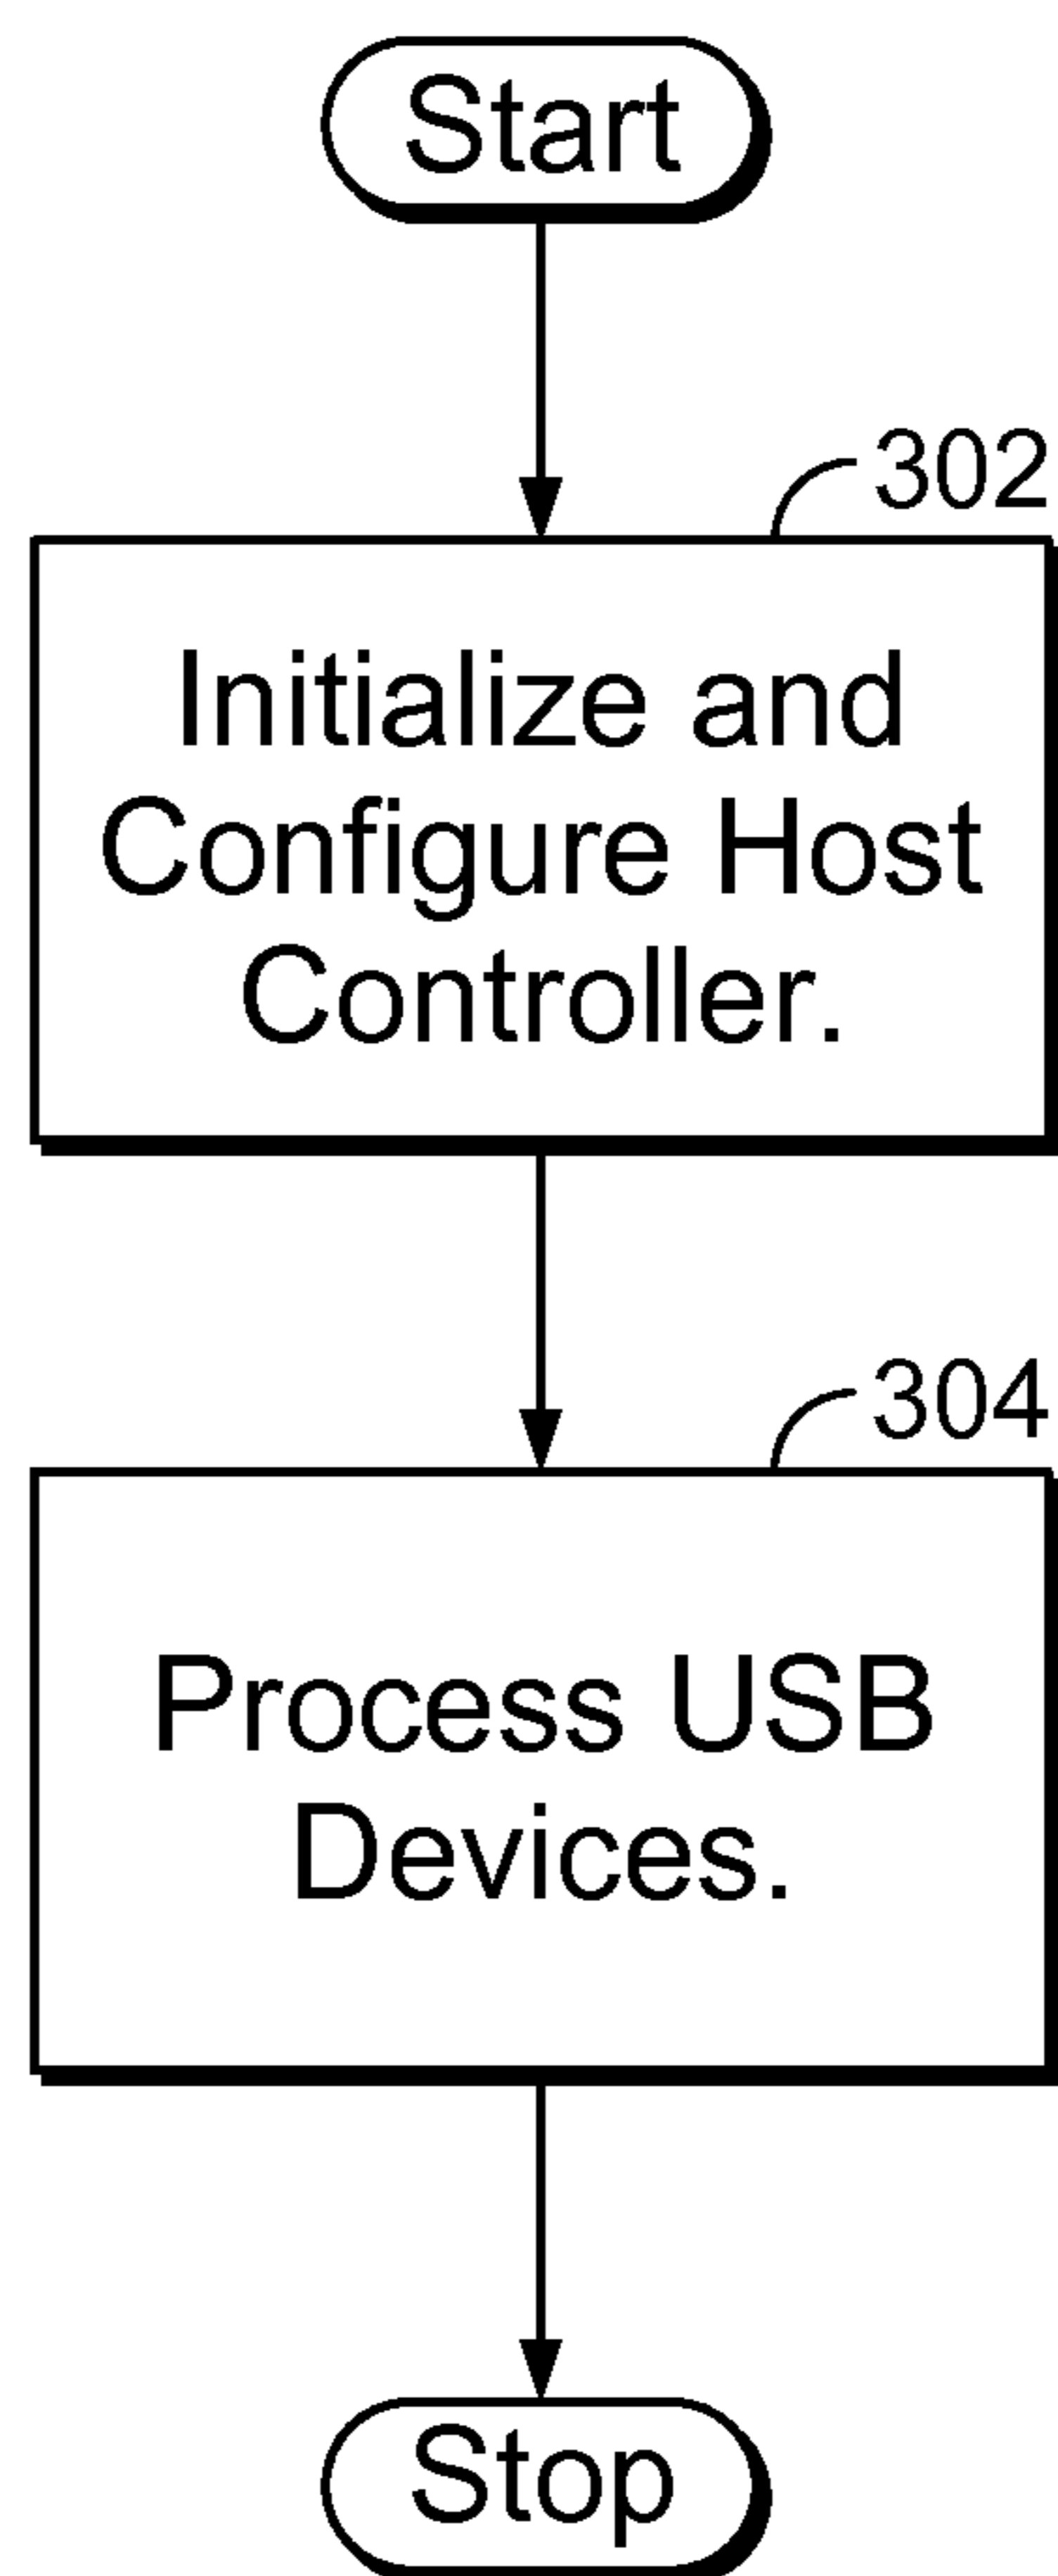 Start
302
Initialize and
Configure Host
Controller.
304
Process USB
Devices.
Stop